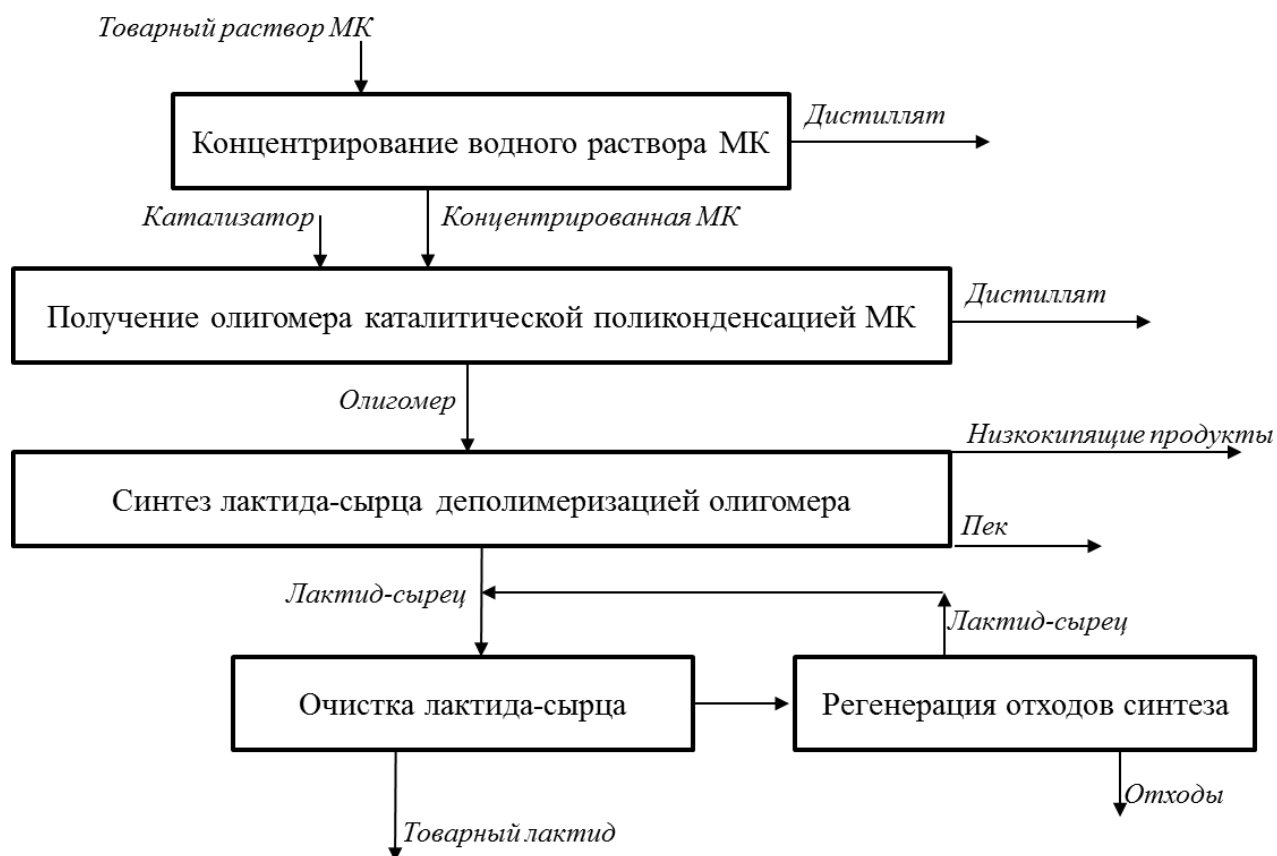 Товарный раствор МК
Концентрирование водного раствора МК
Дистиллят
Катализатор
Концентрированная МК
Получение олигомера каталитической поликонденсацией МК
Дистиллят
Олигомер
Низкокипящие продукты
Синтез лактида-сырца деполимеризацией олигомера
Пек
Лактид-сырец
Лактид-сырец
Очистка лактида-сырца
Регенерация отходов синтеза
Отходы
Товарный лактид